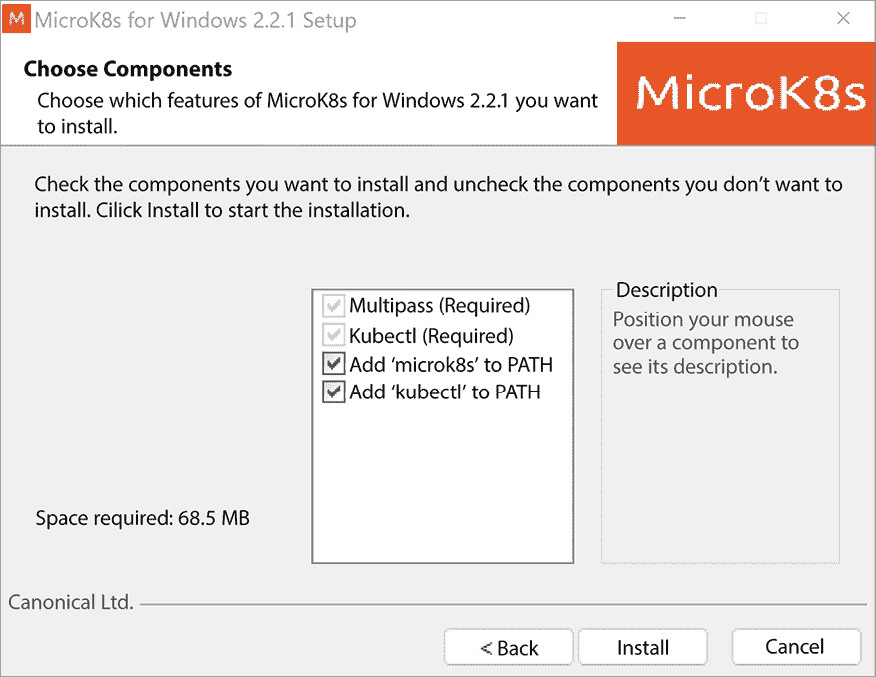 M MicroK8s for Windows 2.2.1 Setup
Choose Components
Choose which features of MicroK8s for Windows 2.2.1 you want
to install.
MicroK8s
Check the components you want to install and uncheck the components you don’t want to
install. Cilick Install to start the installation.
Multipass (Required)
Kubectl (Required)
Add ‘microk8s’ to PATH
Add ‘kubectl’ to PATH
Description
Position your mouse
over a component to
see its description.
Space required: 68.5 MB
Canonical Ltd.
< Back
Install
Cancel